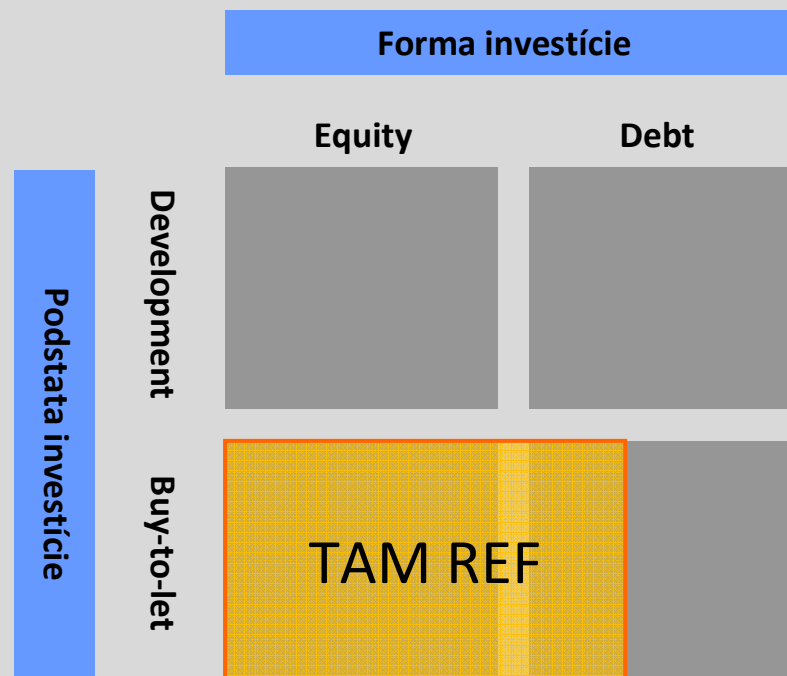 Forma investície
Equity
Debt
Podstata investície
Development
Buy-to-let
TAM REF